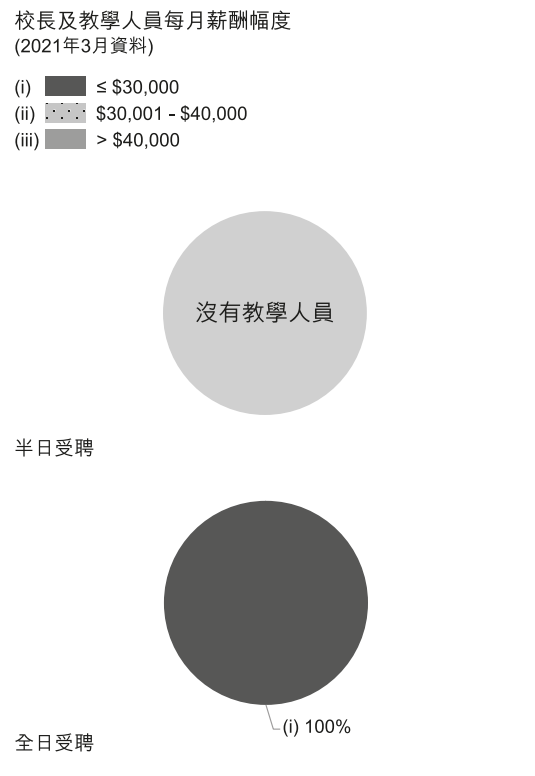 校長及教學人員每月薪酬幅度
(2021年3月資料)
(i) ≤ $30,000
(ii) $30,001 - $40,000
(iii) > $40,000
沒有教學人員
半日受聘
(i) 100%
全日受聘